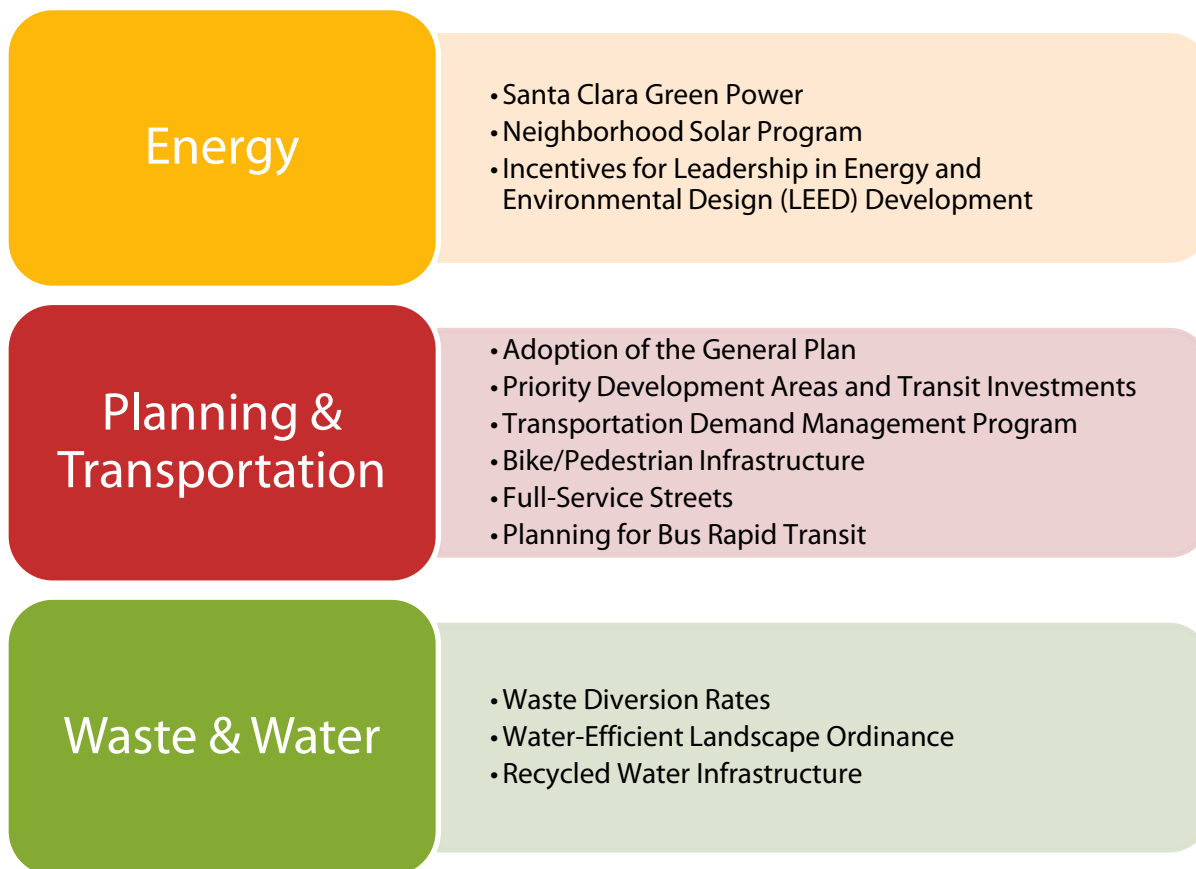 Energy
• Santa Clara Green Power
• Neighborhood Solar Program
• Incentives for Leadership in Energy and
Environmental Design (LEED) Development
Planning &
Transportation
• Adoption of the General Plan
• Priority Development Areas and Transit Investments
• Transportation Demand Management Program
• Bike/Pedestrian Infrastructure
• Full-Service Streets
• Planning for Bus Rapid Transit
Waste & Water
• Waste Diversion Rates
• Water-Efficient Landscape Ordinance
• Recycled Water Infrastructure